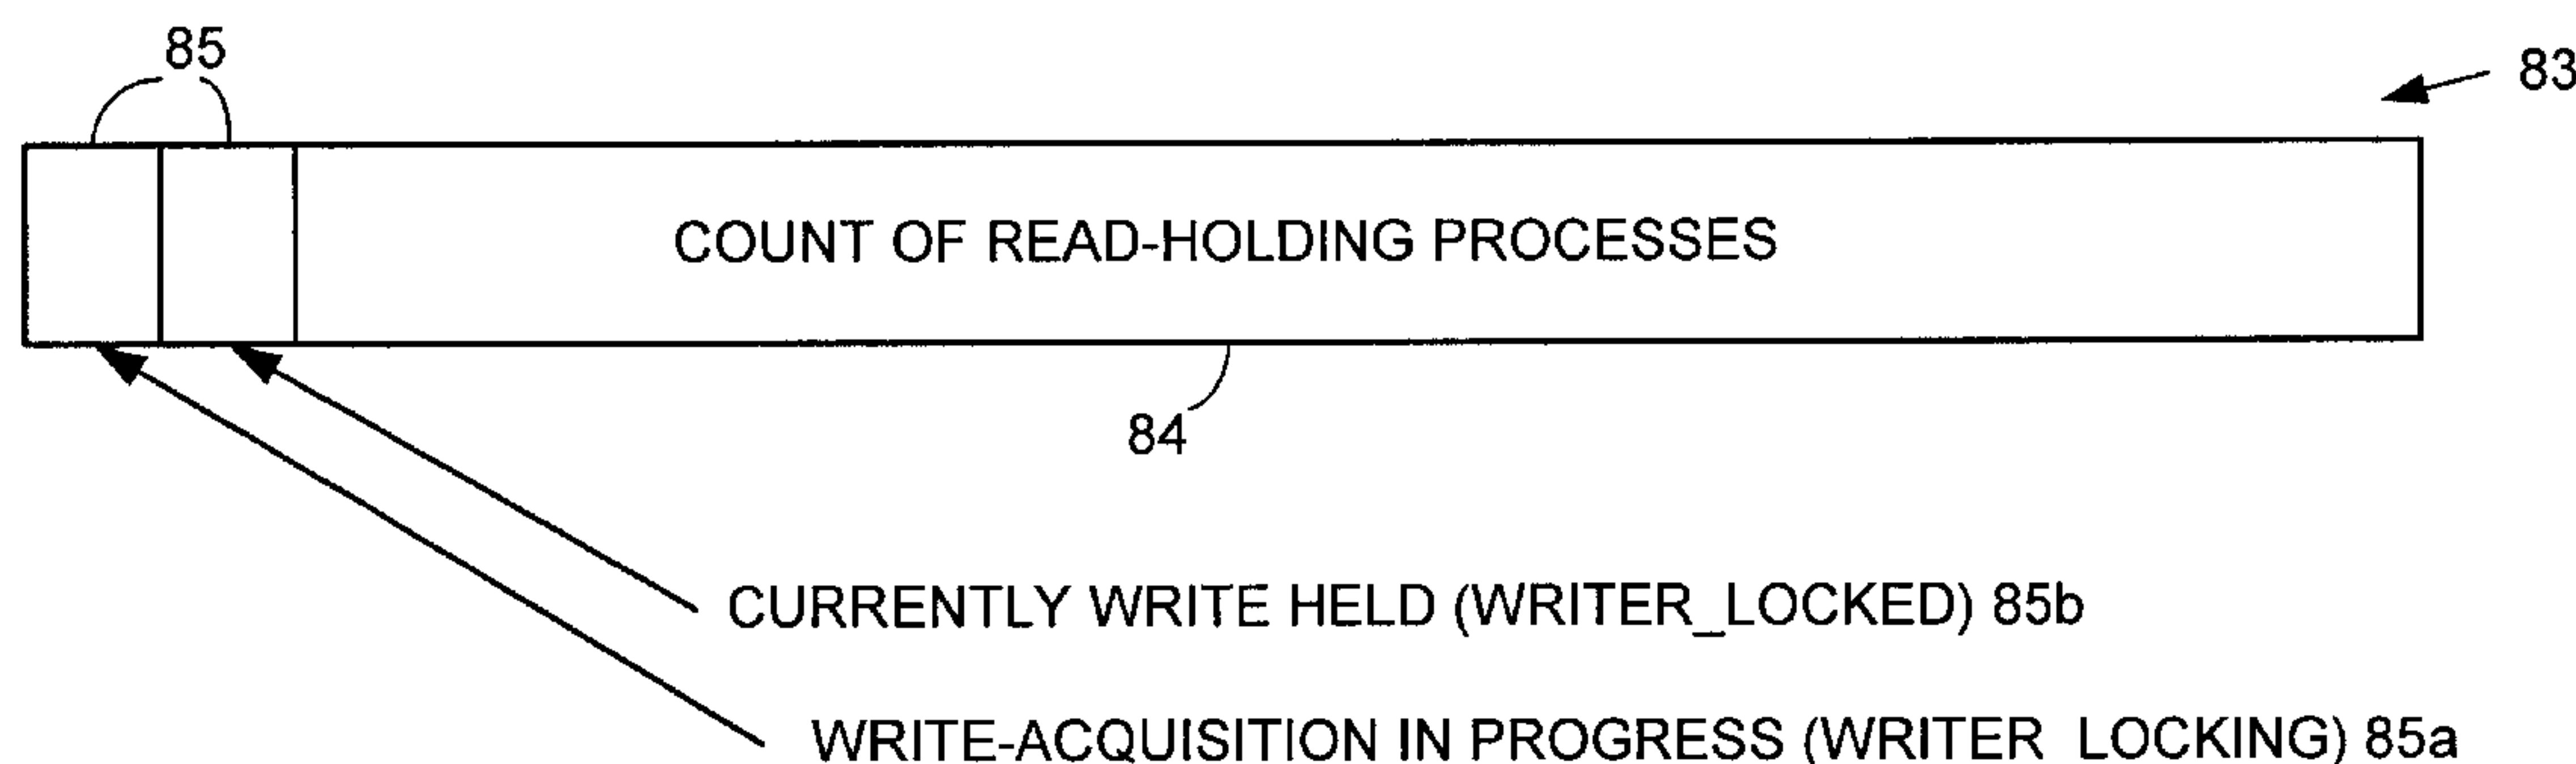 85
83
COUNT OF READ-HOLDING PROCESSES
84
CURRENTLY WRITE HELD (WRITER_LOCKED) 85b
WRITE-ACQUISITION IN PROGRESS (WRITER LOCKING) 85a